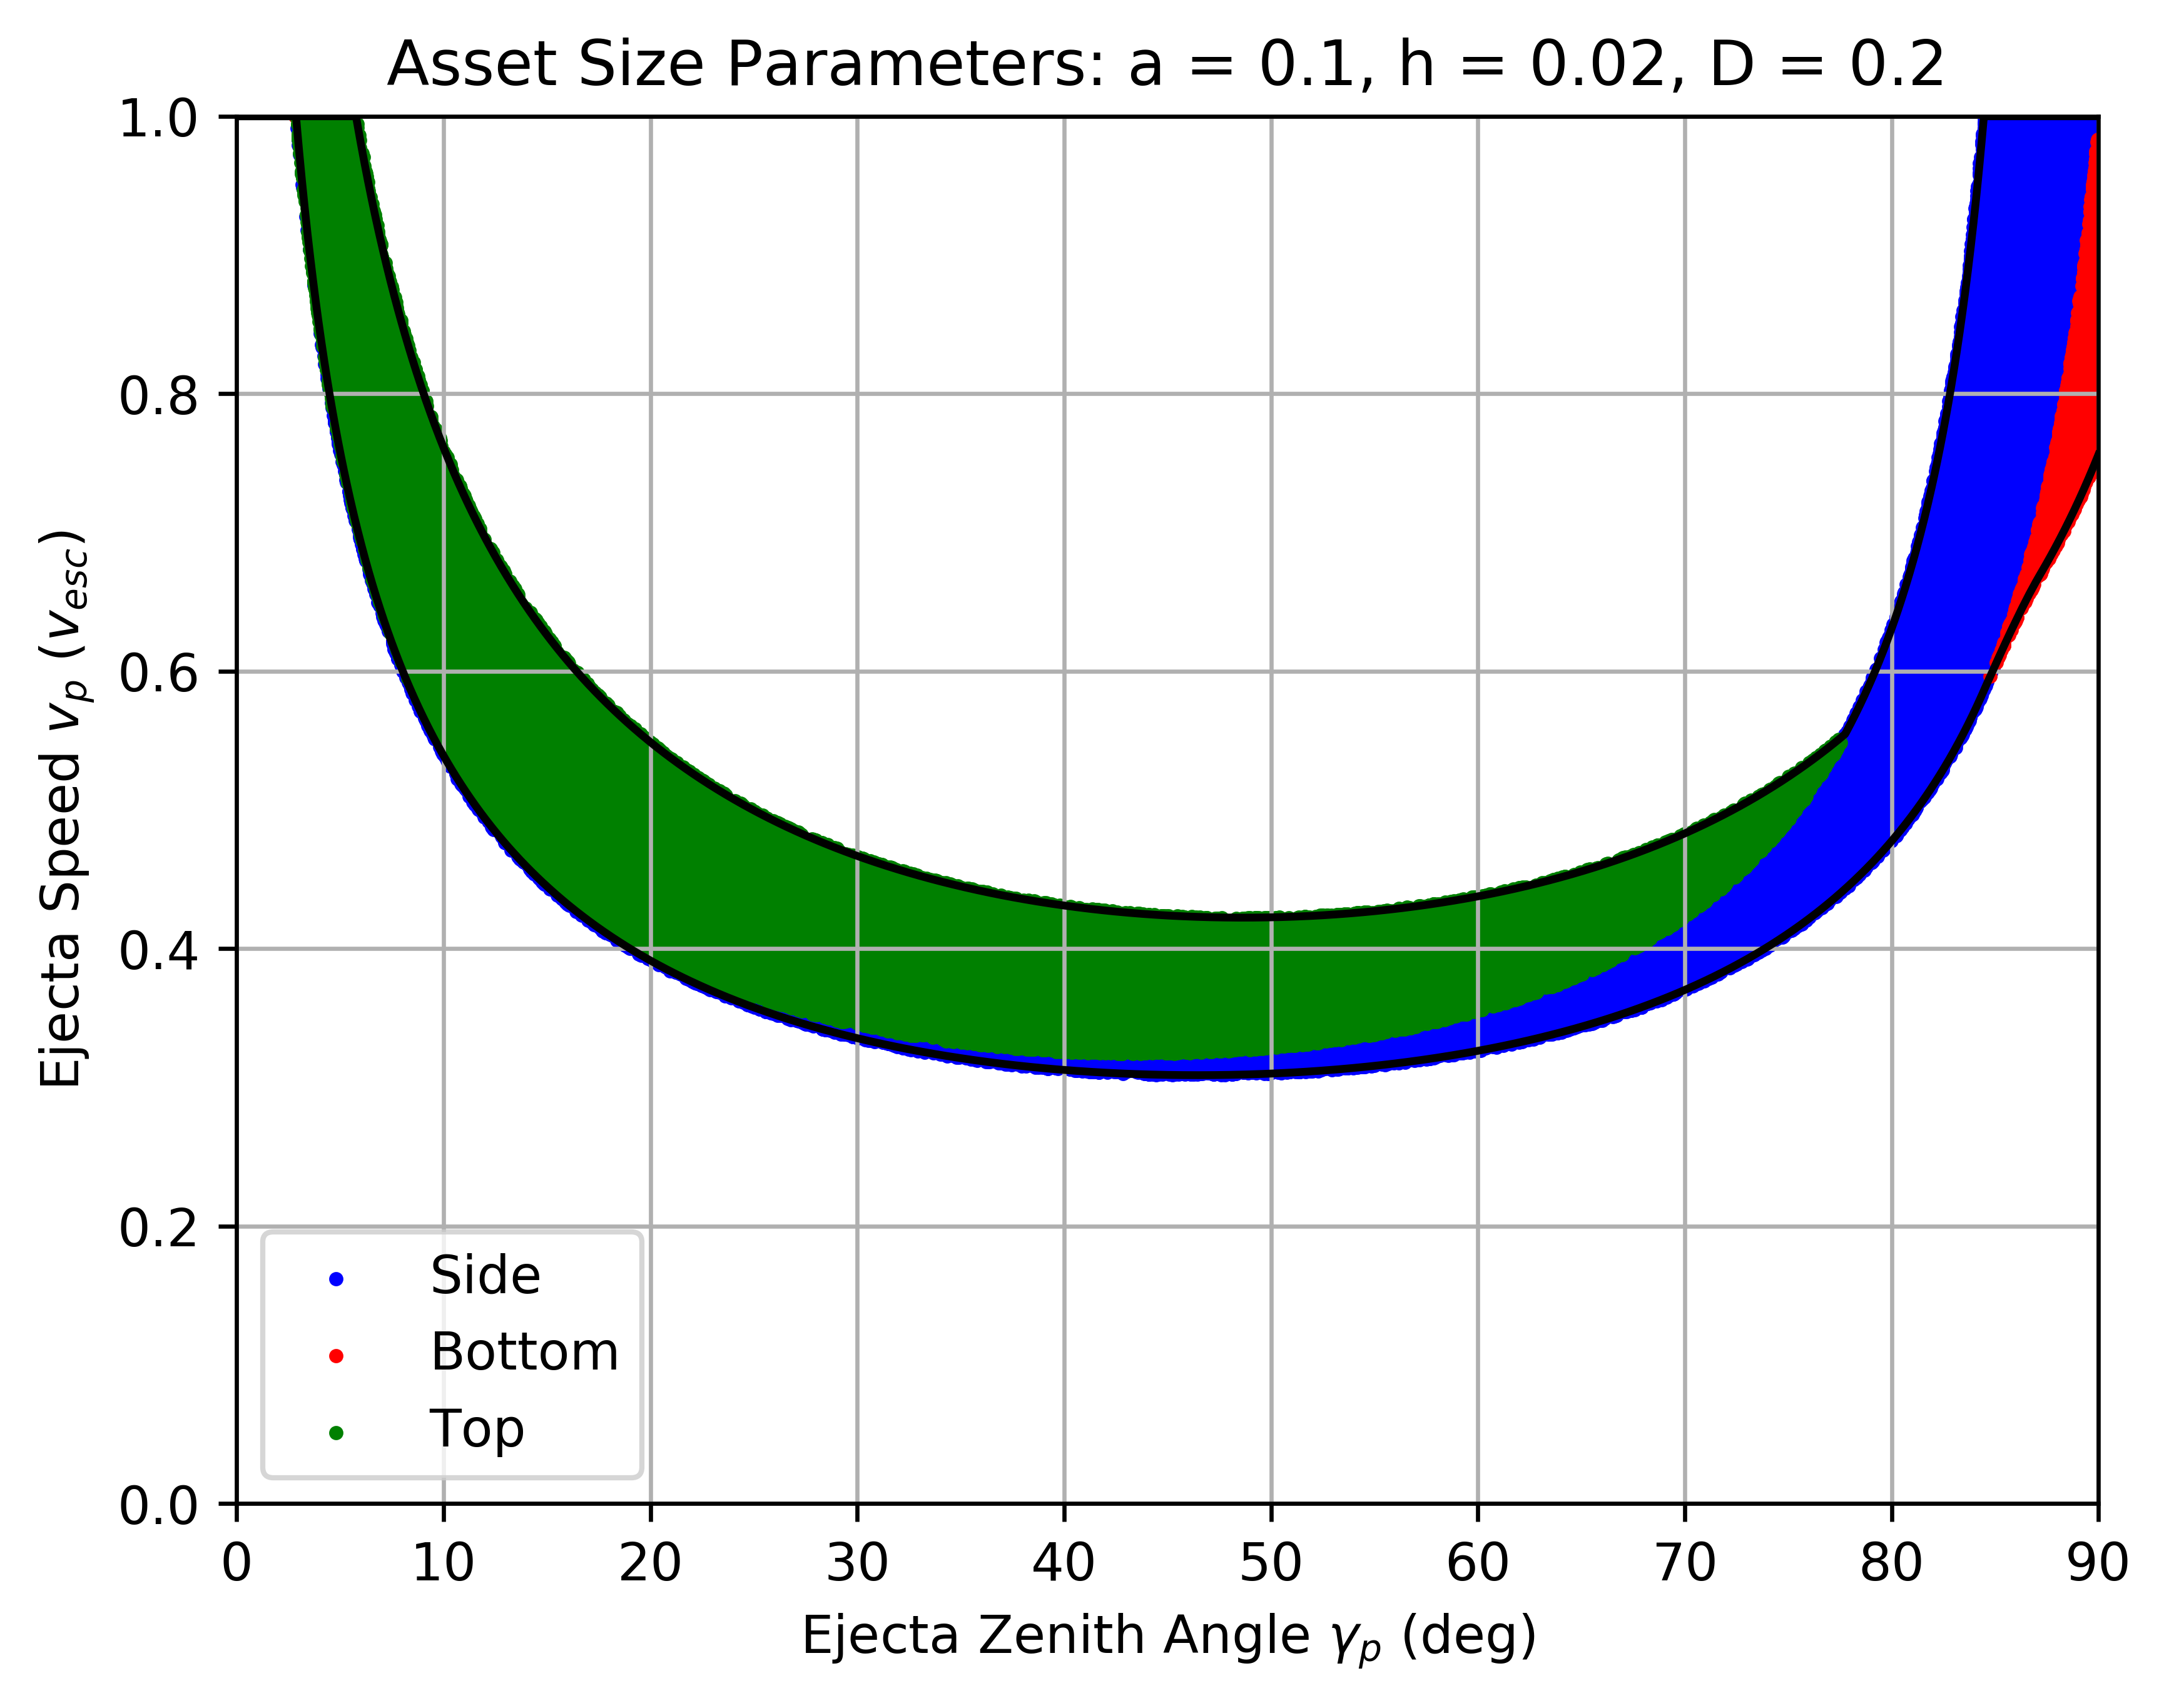 Asset Size Parameters: a = 0.1, h = 0.02, D = 0.2
1.0
0.8
0.6
0.4
0.2
0.0
Ejecta Speed v_p (v_esc)
Side
Bottom
Top
0 10 20 30 40 50 60 70 80 90
Ejecta Zenith Angle γ_p (deg)